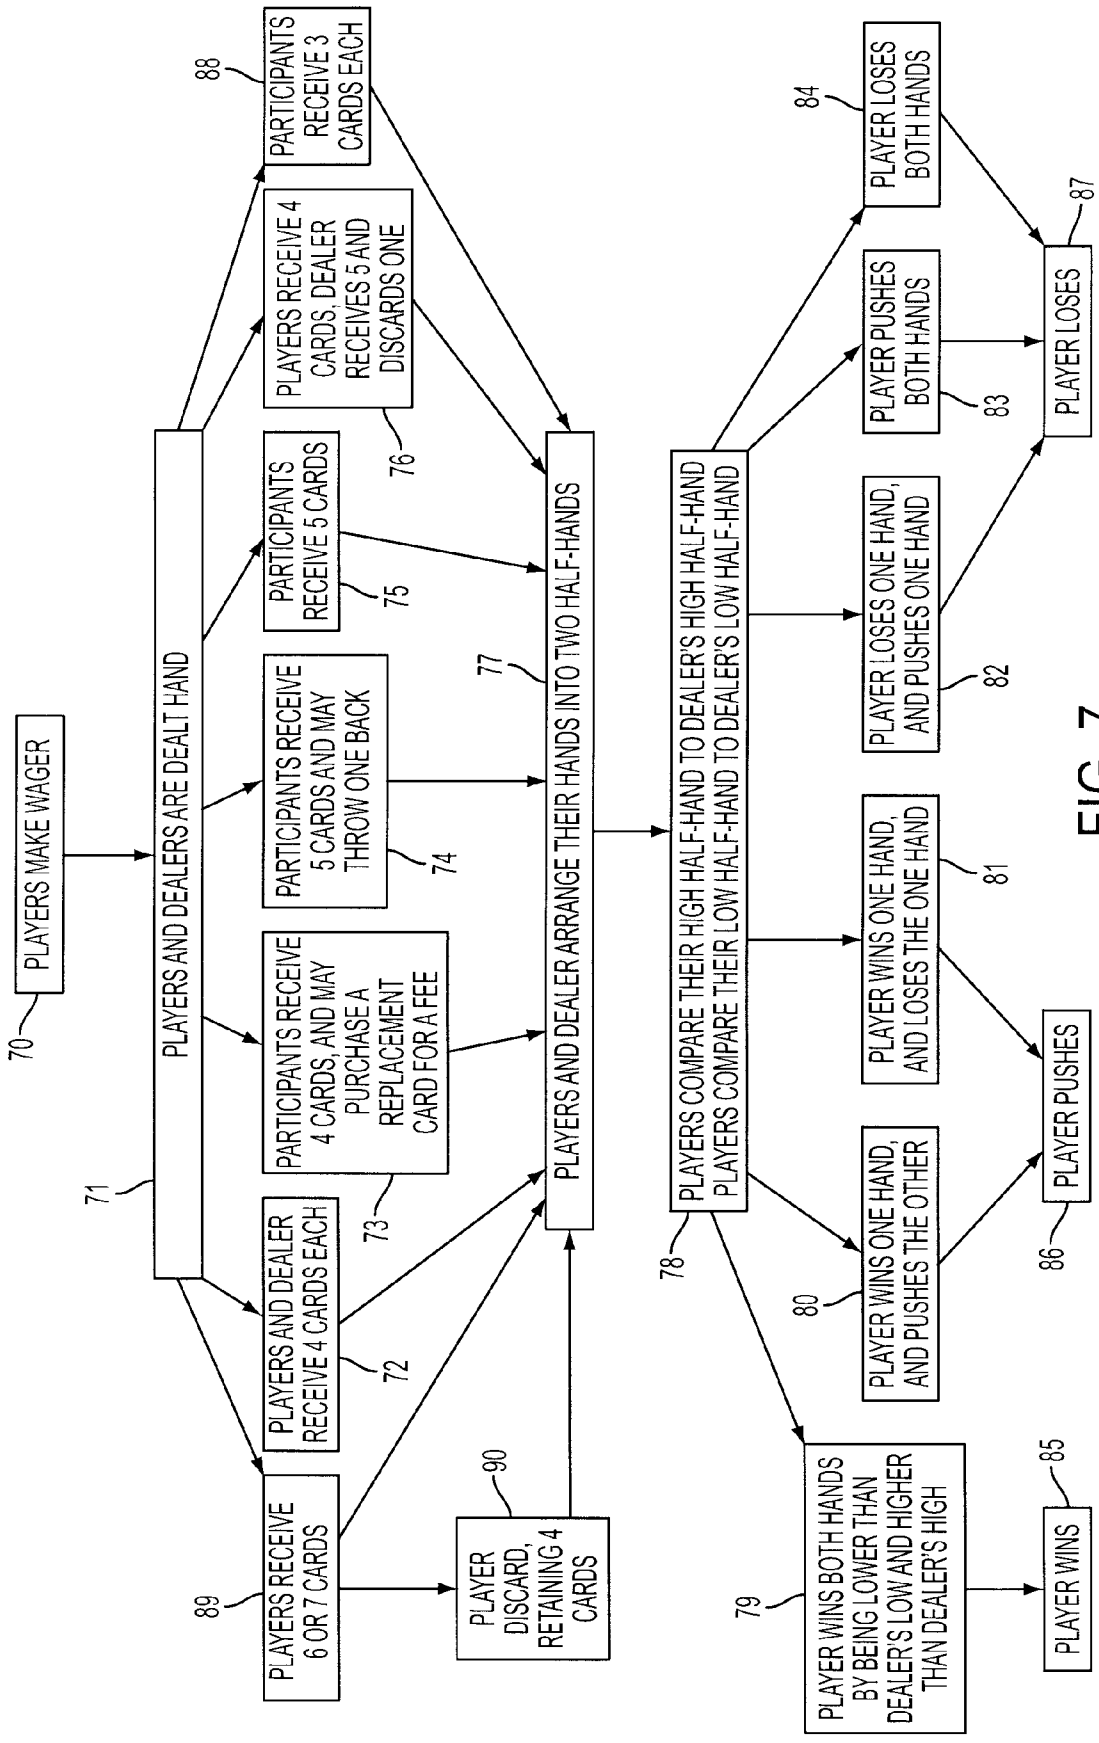 70
PLAYERS MAKE WAGER
71
PLAYERS AND DEALERS ARE DEALT HAND
89
PLAYERS RECEIVE
6 OR 7 CARDS
PLAYERS AND DEALER
RECEIVE 4 CARDS EACH
72
PARTICIPANTS RECEIVE
4 CARDS, AND MAY
PURCHASE A
REPLACEMENT
CARD FOR A FEE
73
PARTICIPANTS RECEIVE
5 CARDS AND MAY
THROW ONE BACK
74
PARTICIPANTS
RECEIVE 5 CARDS
75
PLAYERS RECEIVE 4
CARDS, DEALER
RECEIVES 5 AND
DISCARDS ONE
76
88
PARTICIPANTS
RECEIVE 3
CARDS EACH
90
PLAYER
DISCARD,
RETAINING 4
CARDS
77
PLAYERS AND DEALER ARRANGE THEIR HANDS INTO TWO HALF-HANDS
78
PLAYERS COMPARE THEIR HIGH HALF-HAND TO DEALER'S HIGH HALF-HAND
PLAYERS COMPARE THEIR LOW HALF-HAND TO DEALER'S LOW HALF-HAND
79
PLAYER WINS BOTH HANDS
BY BEING LOWER THAN
DEALER'S LOW AND HIGHER
THAN DEALER'S HIGH
80
PLAYER WINS ONE HAND,
AND PUSHES THE OTHER
PLAYER WINS ONE HAND,
AND LOSES THE ONE HAND
81
PLAYER LOSES ONE HAND,
AND PUSHES ONE HAND
82
PLAYER PUSHES
BOTH HANDS
83
84
PLAYER LOSES
BOTH HANDS
85
PLAYER WINS
86
PLAYER PUSHES
87
PLAYER LOSES
FIG. 7